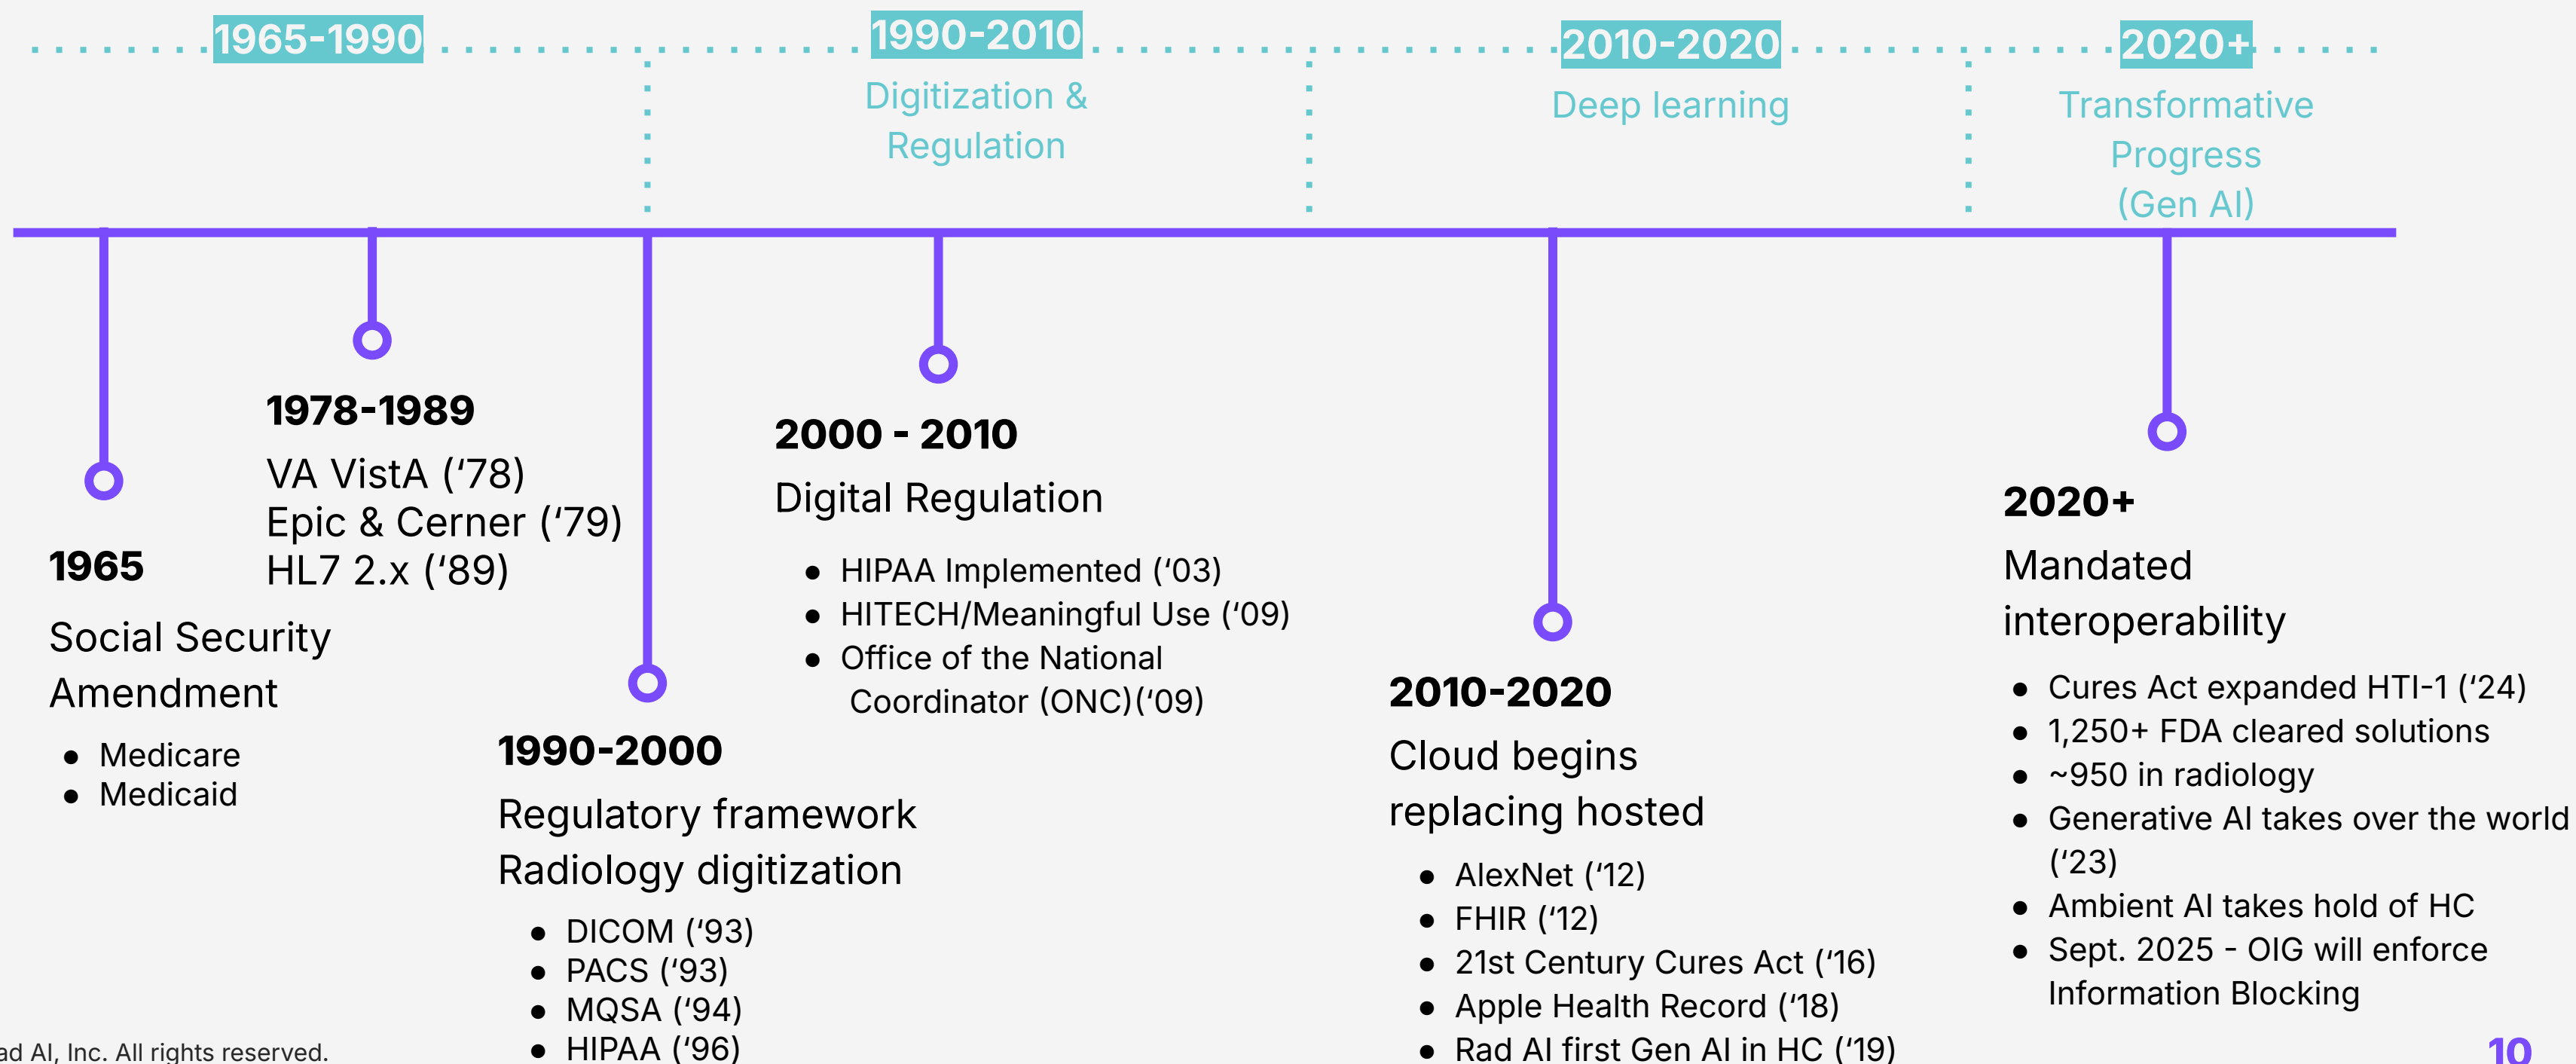 1965-1990
1990-2010
Digitization &
Regulation
2010-2020
Deep learning
2020+
Transformative
Progress
(Gen AI)
1965
Social Security
Amendment
● Medicare
● Medicaid
1978-1989
VA VistA (‘78)
Epic & Cerner (‘79)
HL7 2.x (‘89)
1990-2000
Regulatory framework
Radiology digitization
● DICOM (‘93)
● PACS (‘93)
● MQSA (‘94)
● HIPAA (‘96)
2000 - 2010
Digital Regulation
● HIPAA Implemented (‘03)
● HITECH/Meaningful Use (‘09)
● Office of the National
Coordinator (ONC)(‘09)
2010-2020
Cloud begins
replacing hosted
● AlexNet (‘12)
● FHIR (‘12)
● 21st Century Cures Act (‘16)
● Apple Health Record (‘18)
● Rad AI first Gen AI in HC (‘19)
2020+
Mandated
interoperability
● Cures Act expanded HTI-1 (‘24)
● 1,250+ FDA cleared solutions
● ~950 in radiology
● Generative AI takes over the world
(‘23)
● Ambient AI takes hold of HC
● Sept. 2025 - OIG will enforce
Information Blocking
ad AI, Inc. All rights reserved.
10